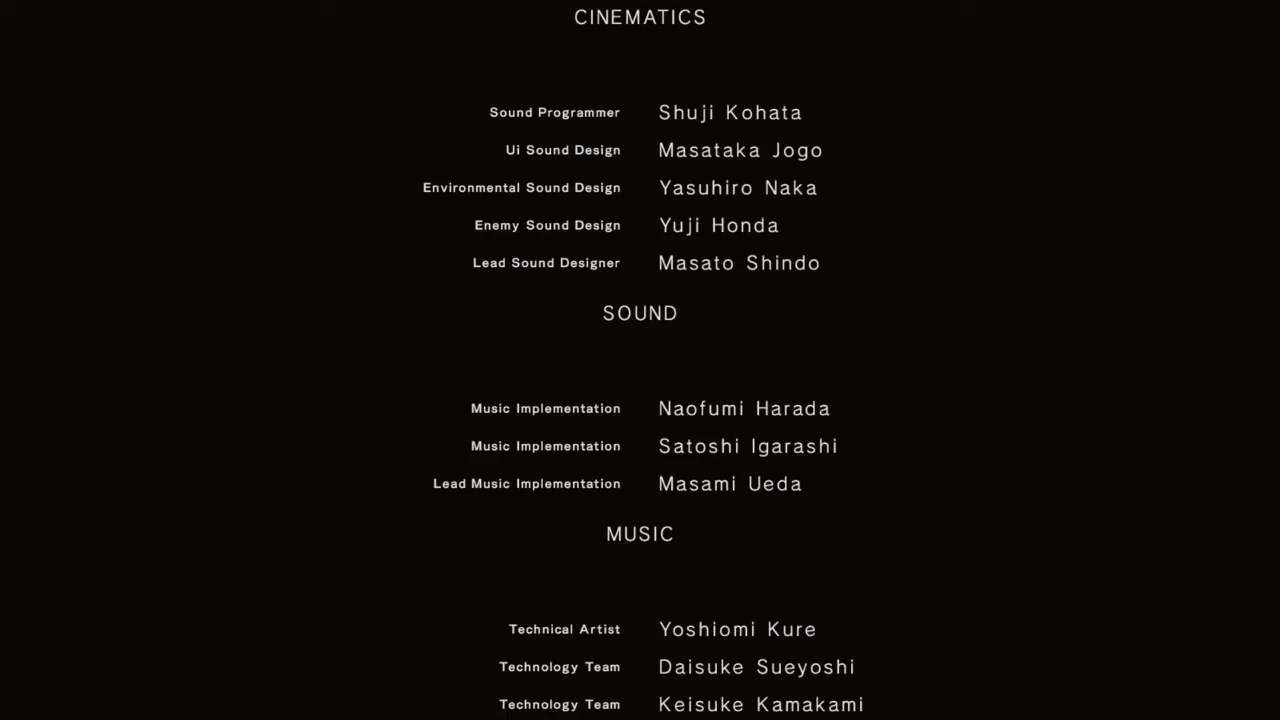 CINEMATICS
Sound Programmer Shuji Kohata
Ui Sound Design Masataka Jogo
Environmental Sound Design Yasuhiro Naka
Enemy Sound Design Yuji Honda
Lead Sound Designer Masato Shindo
SOUND
Music Implementation Naofumi Harada
Music Implementation Satoshi Igarashi
Lead Music Implementation Masami Ueda
MUSIC
Technical Artist Yoshiomi Kure
Technology Team Daisuke Sueyoshi
Technology Team Keisuke Kamakami